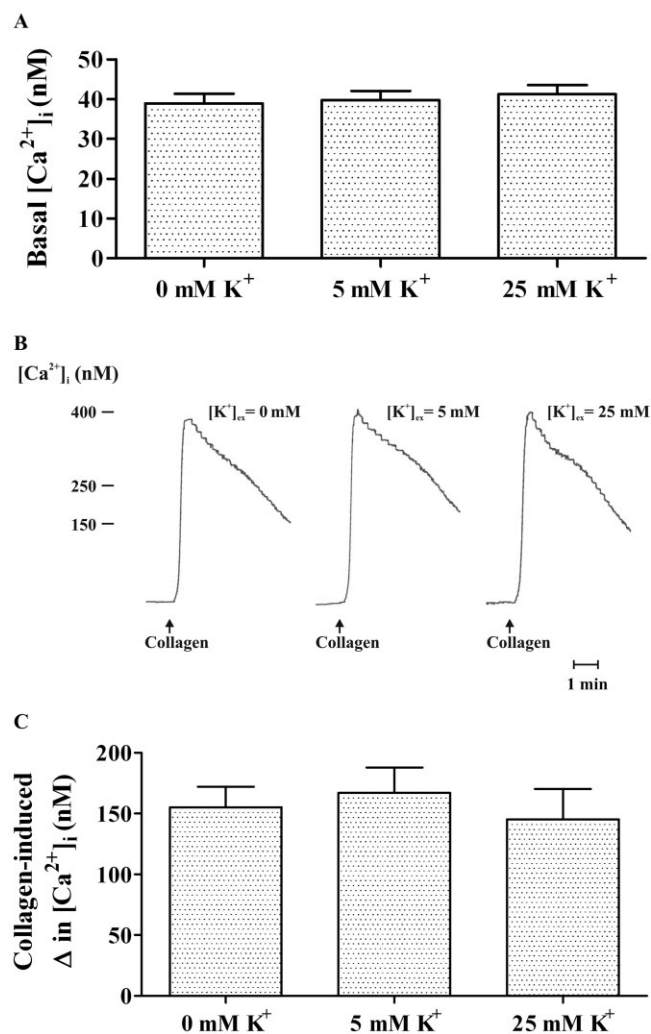 A
50
40
30
20
10
0
Basal [Ca²⁺]ᵢ (nM)
0 mM K⁺ 5 mM K⁺ 25 mM K⁺
B
[Ca²⁺]ᵢ (nM)
400
250
150
[K⁺]ₑₓ= 0 mM [K⁺]ₑₓ= 5 mM [K⁺]ₑₓ= 25 mM
Collagen Collagen Collagen
1 min
C
200
150
100
50
0
Collagen-induced
Δ in [Ca²⁺]ᵢ (nM)
0 mM K⁺ 5 mM K⁺ 25 mM K⁺